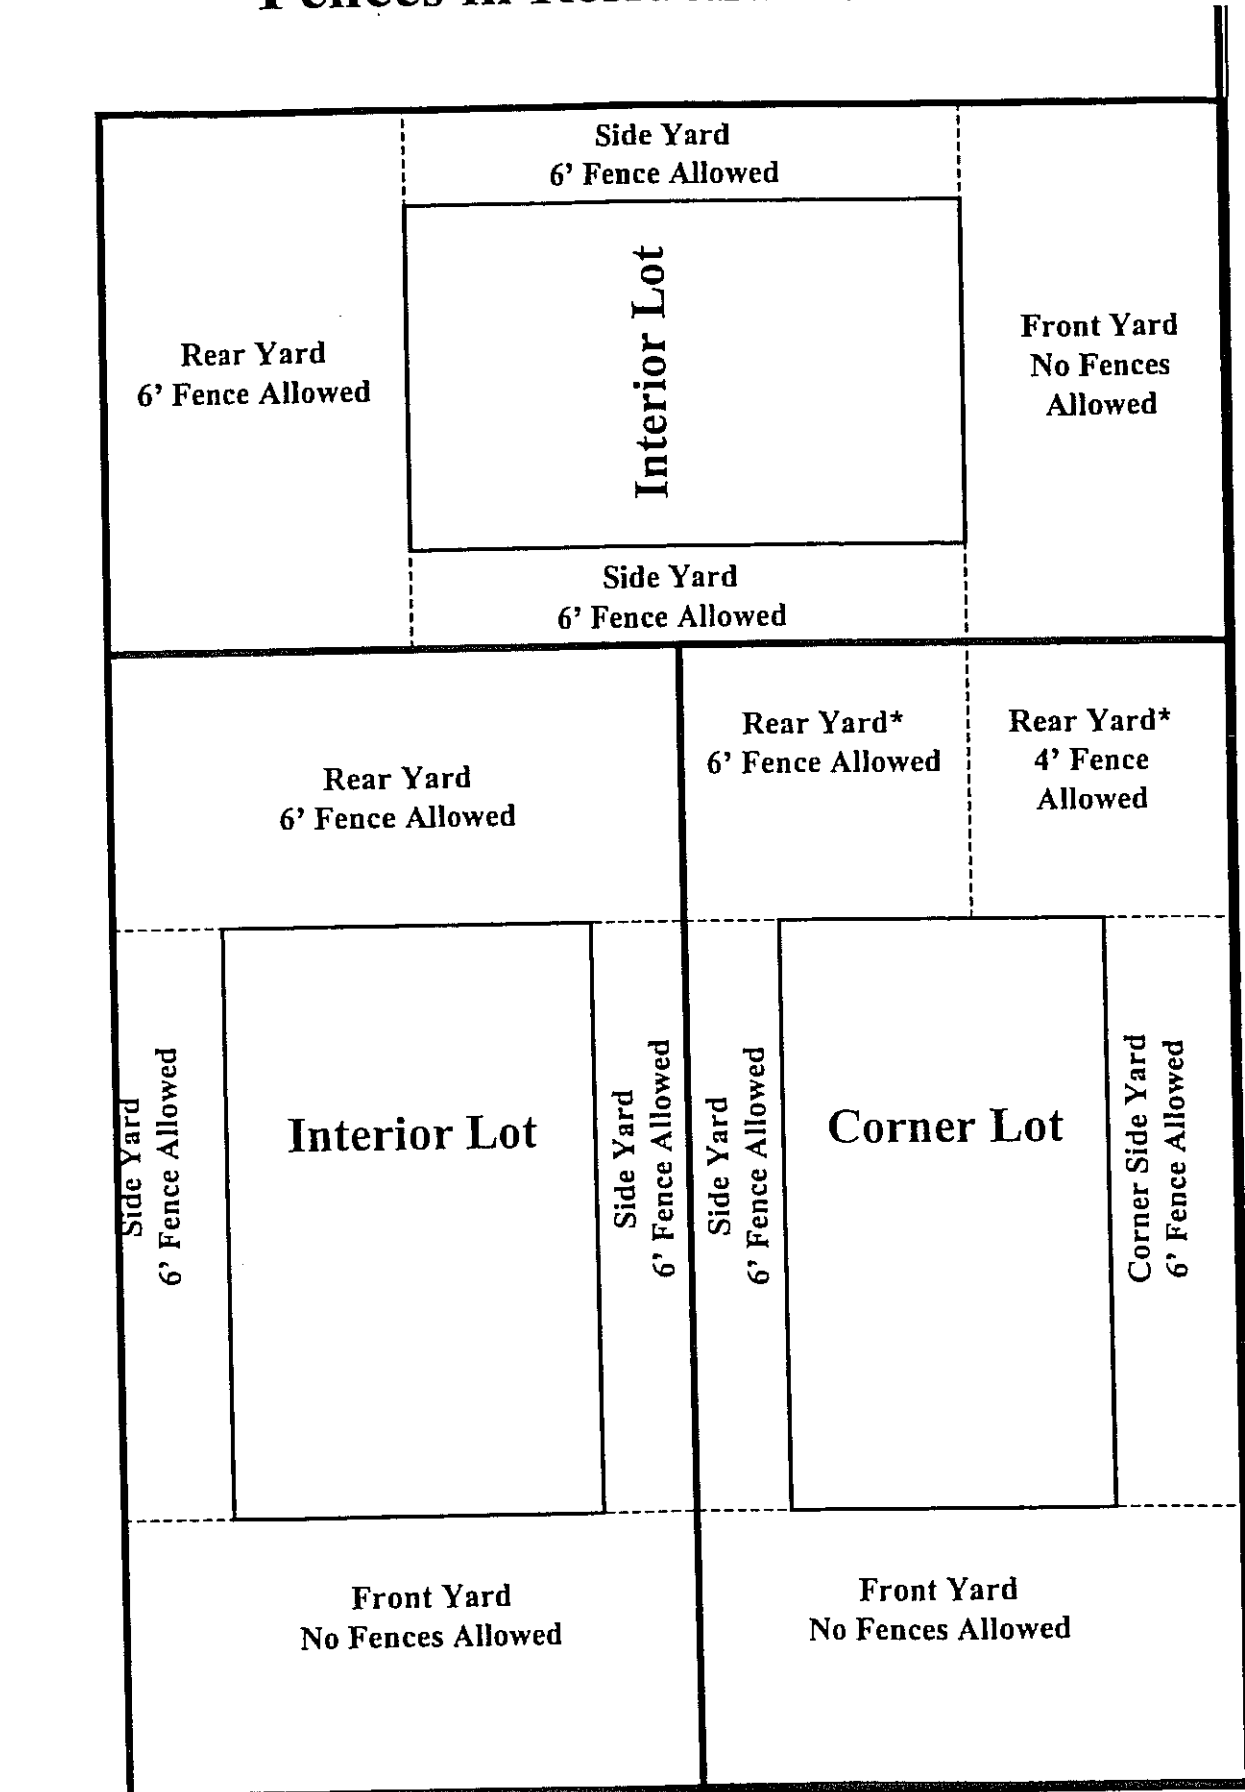 Fences in
Side Yard
6’ Fence Allowed
Interior Lot
Rear Yard
6’ Fence Allowed
Front Yard
No Fences
Allowed
Side Yard
6’ Fence Allowed
Rear Yard
6’ Fence Allowed
Rear Yard*
6’ Fence Allowed
Rear Yard*
4’ Fence
Allowed
Side Yard
6’ Fence Allowed
Interior Lot
Side Yard
6’ Fence Allowed
Side Yard
6’ Fence Allowed
Corner Lot
Corner Side Yard
6’ Fence Allowed
Front Yard
No Fences Allowed
Front Yard
No Fences Allowed